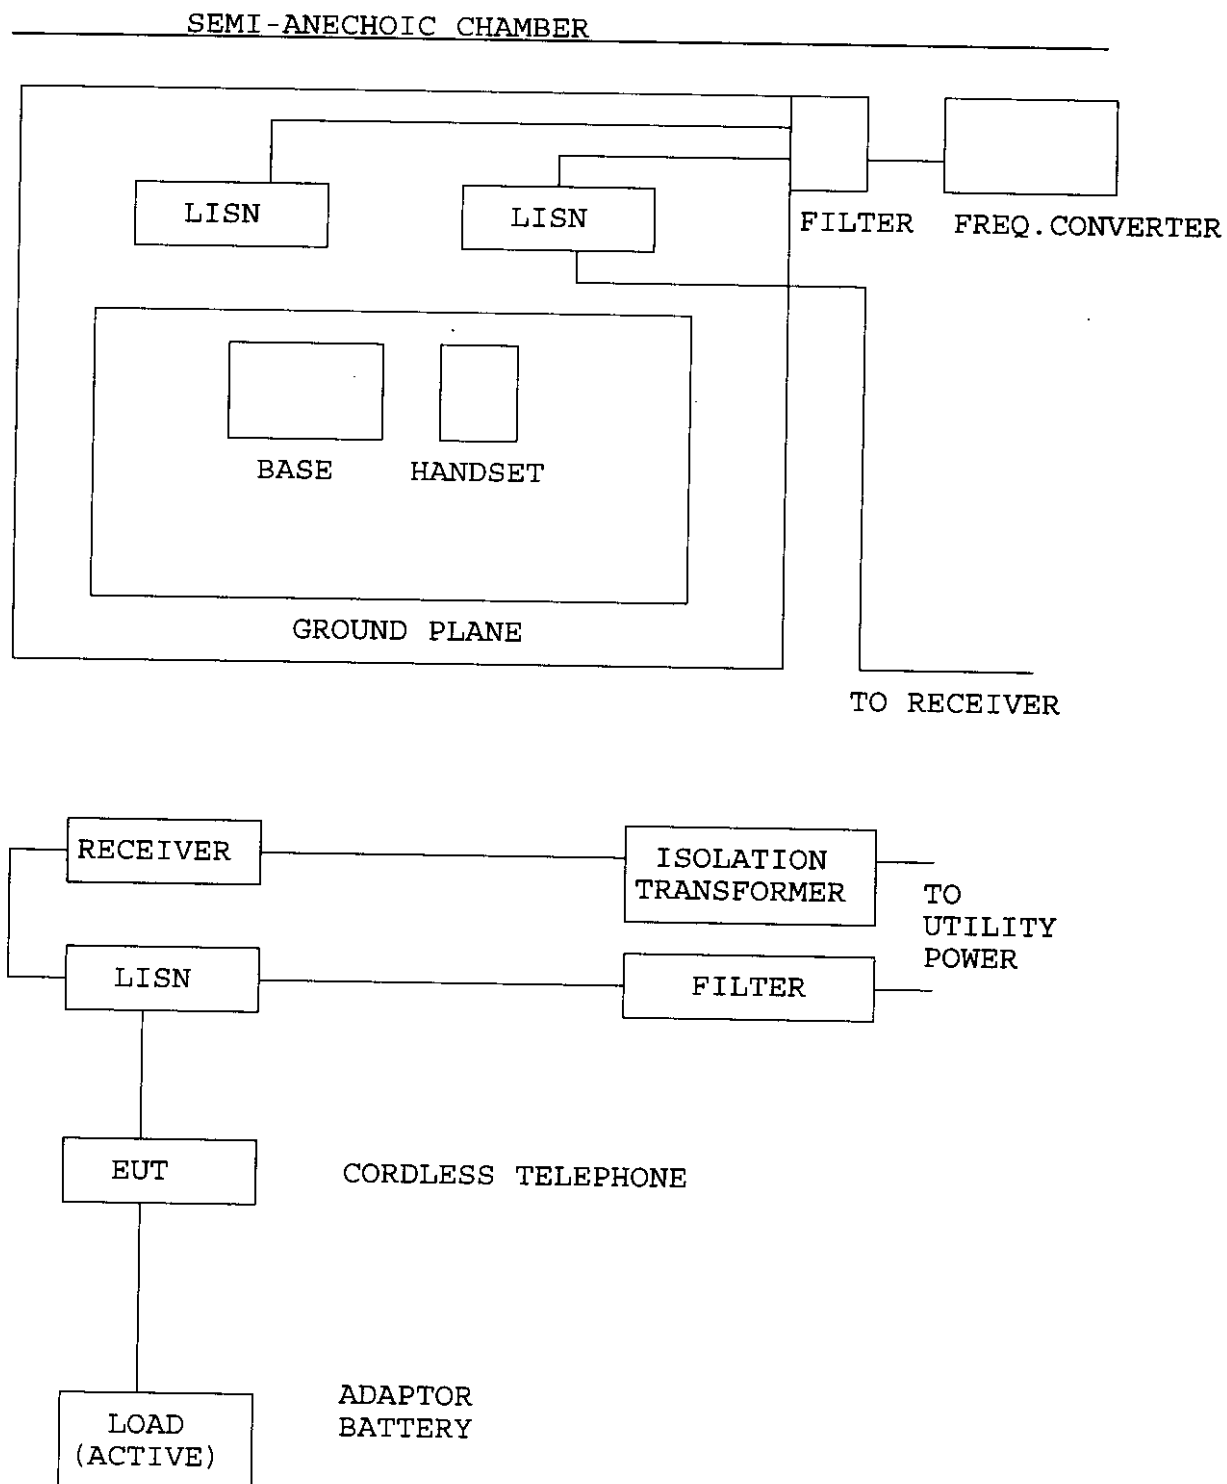 SEMI-ANECHOIC CHAMBER
LISN
LISN
FILTER
FREQ.CONVERTER
BASE
HANDSET
GROUND PLANE
TO RECEIVER
RECEIVER
ISOLATION
TRANSFORMER
TO
UTILITY
POWER
LISN
FILTER
EUT
CORDLESS TELEPHONE
LOAD
(ACTIVE)
ADAPTOR
BATTERY